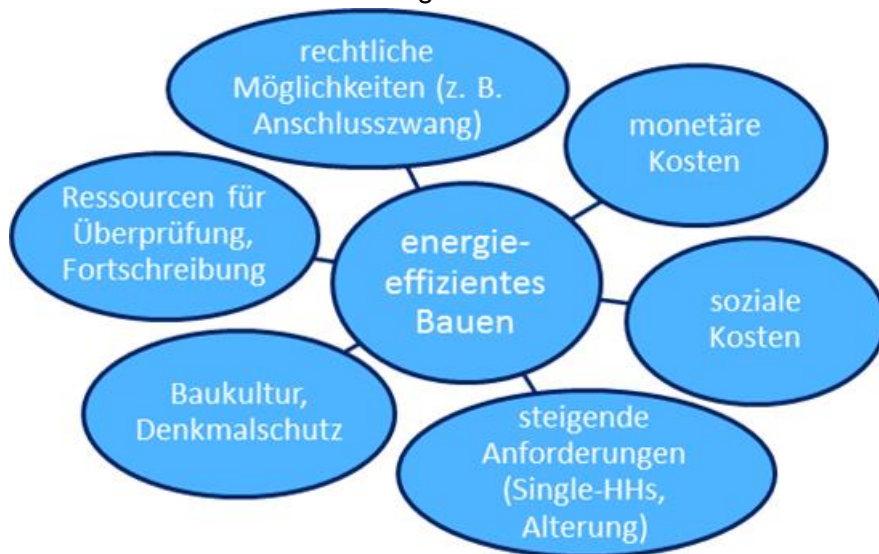 rechtliche
Möglichkeiten (z. B.
Anschlusszwang)
monetäre
Kosten
Ressourcen für
Überprüfung,
Fortschreibung
energie-
effizientes
Bauen
soziale
Kosten
Baukultur,
Denkmalschutz
steigende
Anforderungen
(Single-HHs,
Alterung)